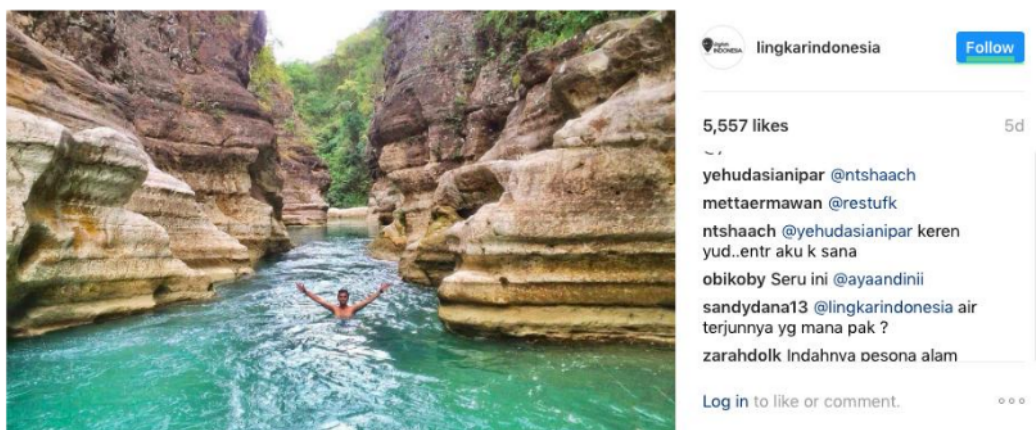 INDONESIA
lingkarindonesia
Follow
5,557 likes
5d
yehudasianipar @ntshaach
mettaermawan @restufk
ntshaach @yehudasianipar keren
yud..entr aku k sana
obikoby Seru ini @ayaandinii
sandydana13 @lingkarindonesia air
terjunnya yg mana pak ?
zarahdolk Indahnya pesona alam
Log in to like or comment.